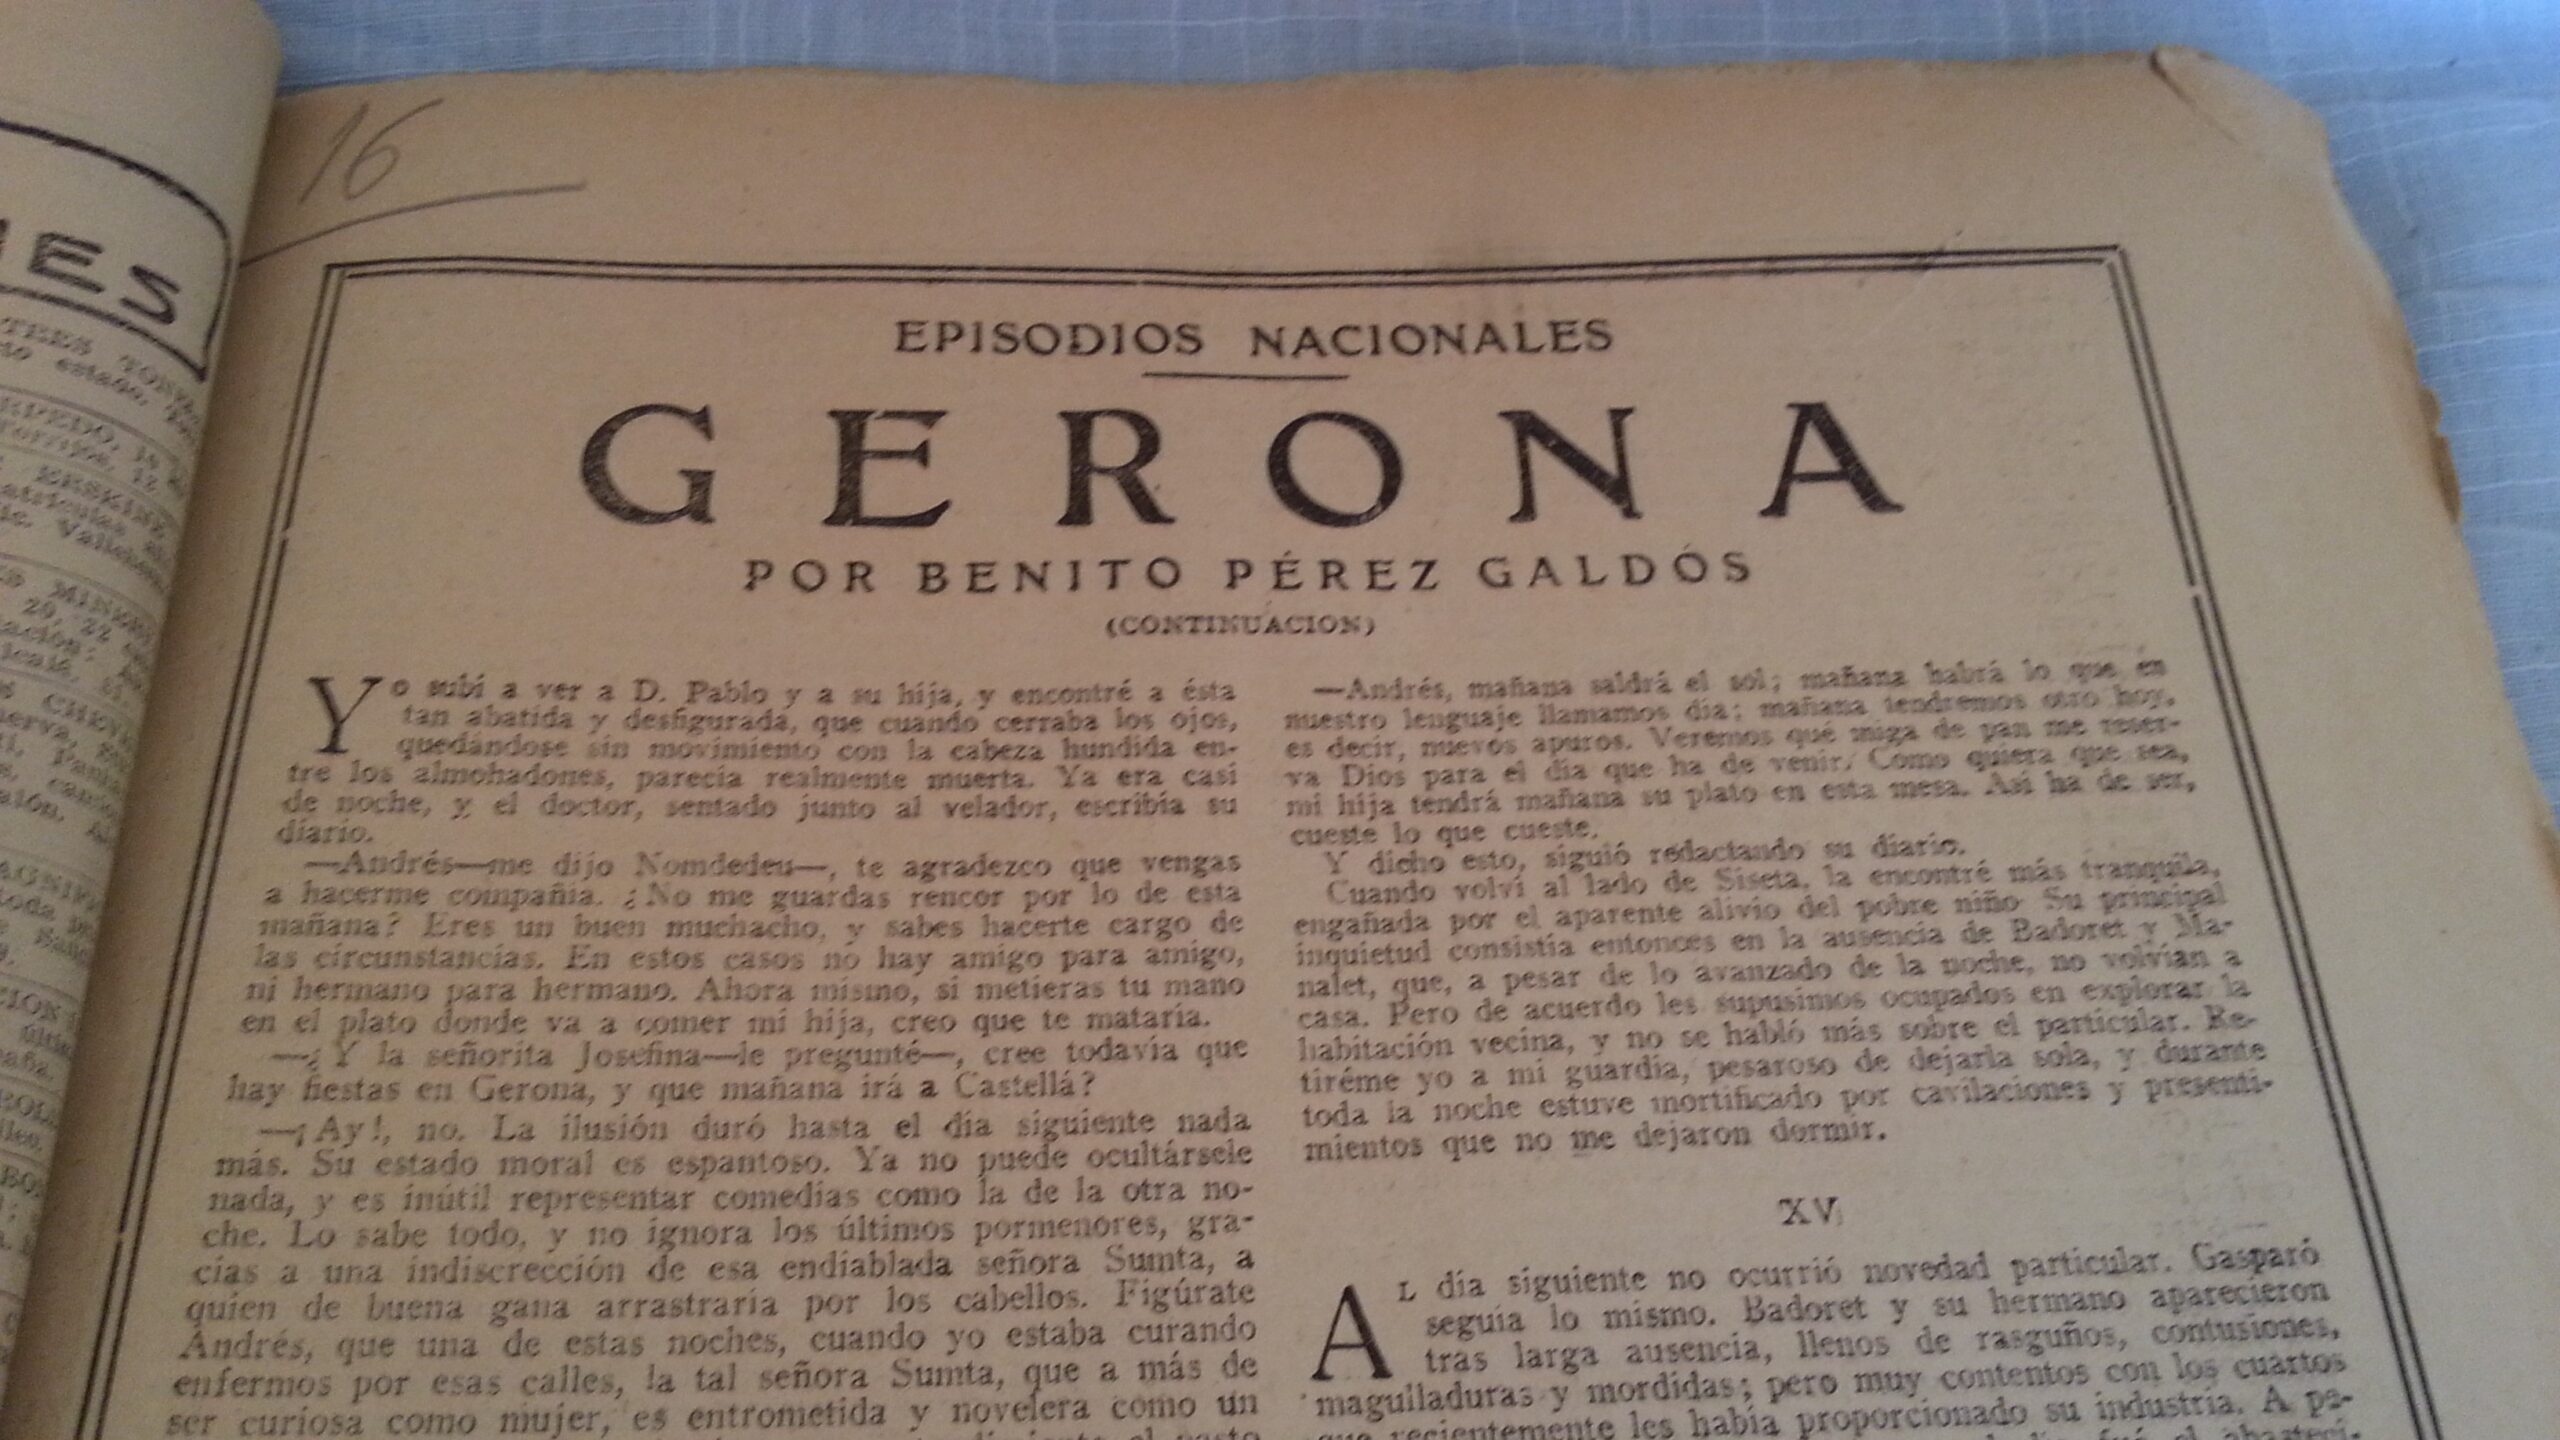 16
NES
EPISODIOS NACIONALES
GERONA
POR BENITO PÉREZ GALDÓS
(CONTINUACION)
Yo subí a ver a D. Pablo y a su hija, y encontré a ésta
tan abatida y desfigurada, que cuando cerraba los ojos,
quedándose sin movimiento con la cabeza hundida en-
tre los almohadones, parecía realmente muerta. Ya era casi
de noche, y el doctor, sentado junto al velador, escribía su
diario.
—Andrés—me dijo Nomdedeu—, te agradezco que vengas
a hacerme compañía. ¿No me guardas rencor por lo de esta
mañana? Eres un buen muchacho, y sabes hacerte cargo de
las circunstancias. En estos casos no hay amigo para amigo,
ni hermano para hermano. Ahora mismo, si metieras tu mano
en el plato donde va a comer mi hija, creo que te mataría.
—¿Y la señorita Josefina—le pregunté—, cree todavía que
hay fiestas en Gerona, y que mañana irá a Castellá?
—¡Ay!, no. La ilusión duró hasta el día siguiente nada
más. Su estado moral es espantoso. Ya no puede ocultársele
nada, y es inútil representar comedias como la de la otra no-
che. Lo sabe todo, y no ignora los últimos pormenores, gra-
cias a una indiscrección de esa endiablada señora Sumta, a
quien de buena gana arrastraría por los cabellos. Figúrate
Andrés, que una de estas noches, cuando yo estaba curando
enfermos por esas calles, la tal señora Sumta, que a más de
ser curiosa como mujer, es entrometida y novelera como un
—Andrés, mañana saldrá el sol; mañana habrá lo que en
nuestro lenguaje llamamos día; mañana tendremos otro hoy,
es decir, nuevos apuros. Veremos qué miga de pan me reser-
va Dios para el día que ha de venir. Como quiera que sea,
mi hija tendrá mañana su plato en esta mesa. Así ha de ser,
cueste lo que cueste.
Y dicho esto, siguió redactando su diario.
Cuando volví al lado de Siseta, la encontré más tranquila,
engañada por el aparente alivio del pobre niño Su principal
inquietud consistía entonces en la ausencia de Badoret y Ma-
nalet, que, a pesar de lo avanzado de la noche, no volvían a
casa. Pero de acuerdo les supusimos ocupados en explorar la
habitación vecina, y no se habló más sobre el particular. Re-
tiréme yo a mi guardia, pesaroso de dejarla sola, y durante
toda la noche estuve mortificado por cavilaciones y presenti-
mientos que no me dejaron dormir.
XV
AL día siguiente no ocurrió novedad particular. Gasparó
seguía lo mismo. Badoret y su hermano aparecieron
tras larga ausencia, llenos de rasguños, contusiones,
magulladuras y mordidas; pero muy contentos con los cuartos
que recientemente les había proporcionado su industria. A pe-